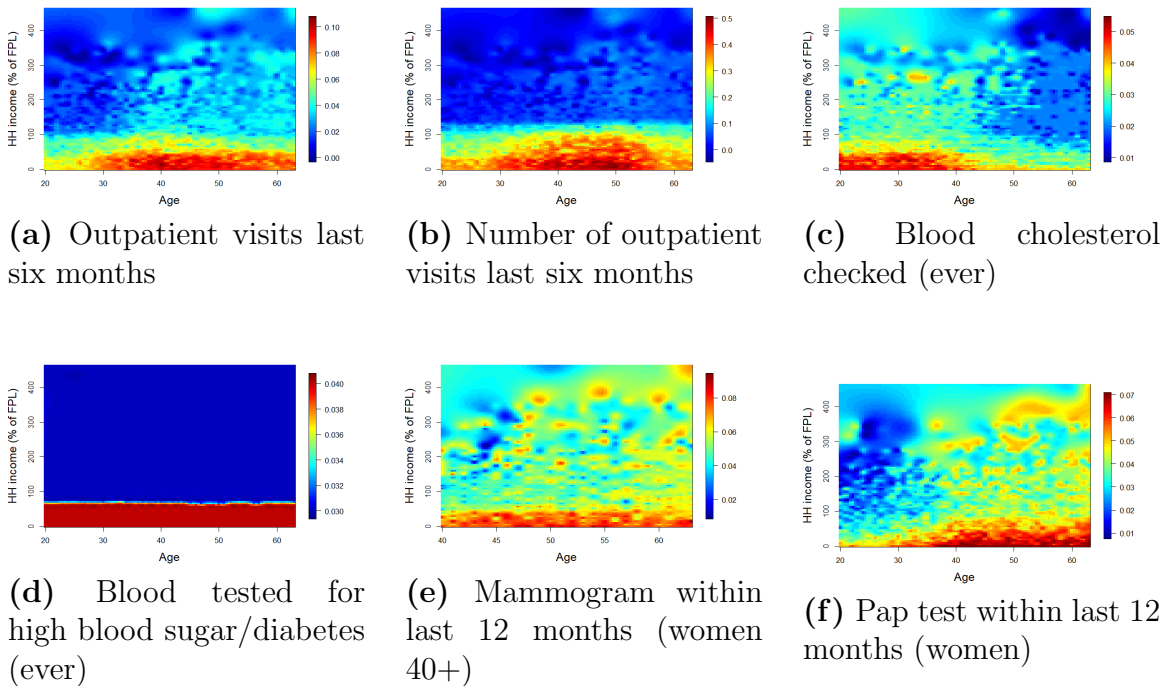 HH income (% of FPL)
0 100 200 300 400
20 30 40 50 60
Age
0.00 0.02 0.04 0.06 0.08 0.10
(a) Outpatient visits last
six months
HH income (% of FPL)
0 100 200 300 400
20 30 40 50 60
Age
0.0 0.1 0.2 0.3 0.4 0.5
(b) Number of outpatient
visits last six months
HH income (% of FPL)
0 100 200 300 400
20 30 40 50 60
Age
0.01 0.02 0.03 0.04 0.05
(c) Blood cholesterol
checked (ever)
HH income (% of FPL)
0 100 200 300 400
20 30 40 50 60
Age
0.030 0.032 0.034 0.036 0.038 0.040
(d) Blood tested for
high blood sugar/diabetes
(ever)
HH income (% of FPL)
0 100 200 300 400
40 45 50 55 60
Age
0.02 0.04 0.06 0.08
(e) Mammogram within
last 12 months (women
40+)
HH income (% of FPL)
0 100 200 300 400
20 30 40 50 60
Age
0.01 0.02 0.03 0.04 0.05 0.06 0.07
(f) Pap test within last 12
months (women)